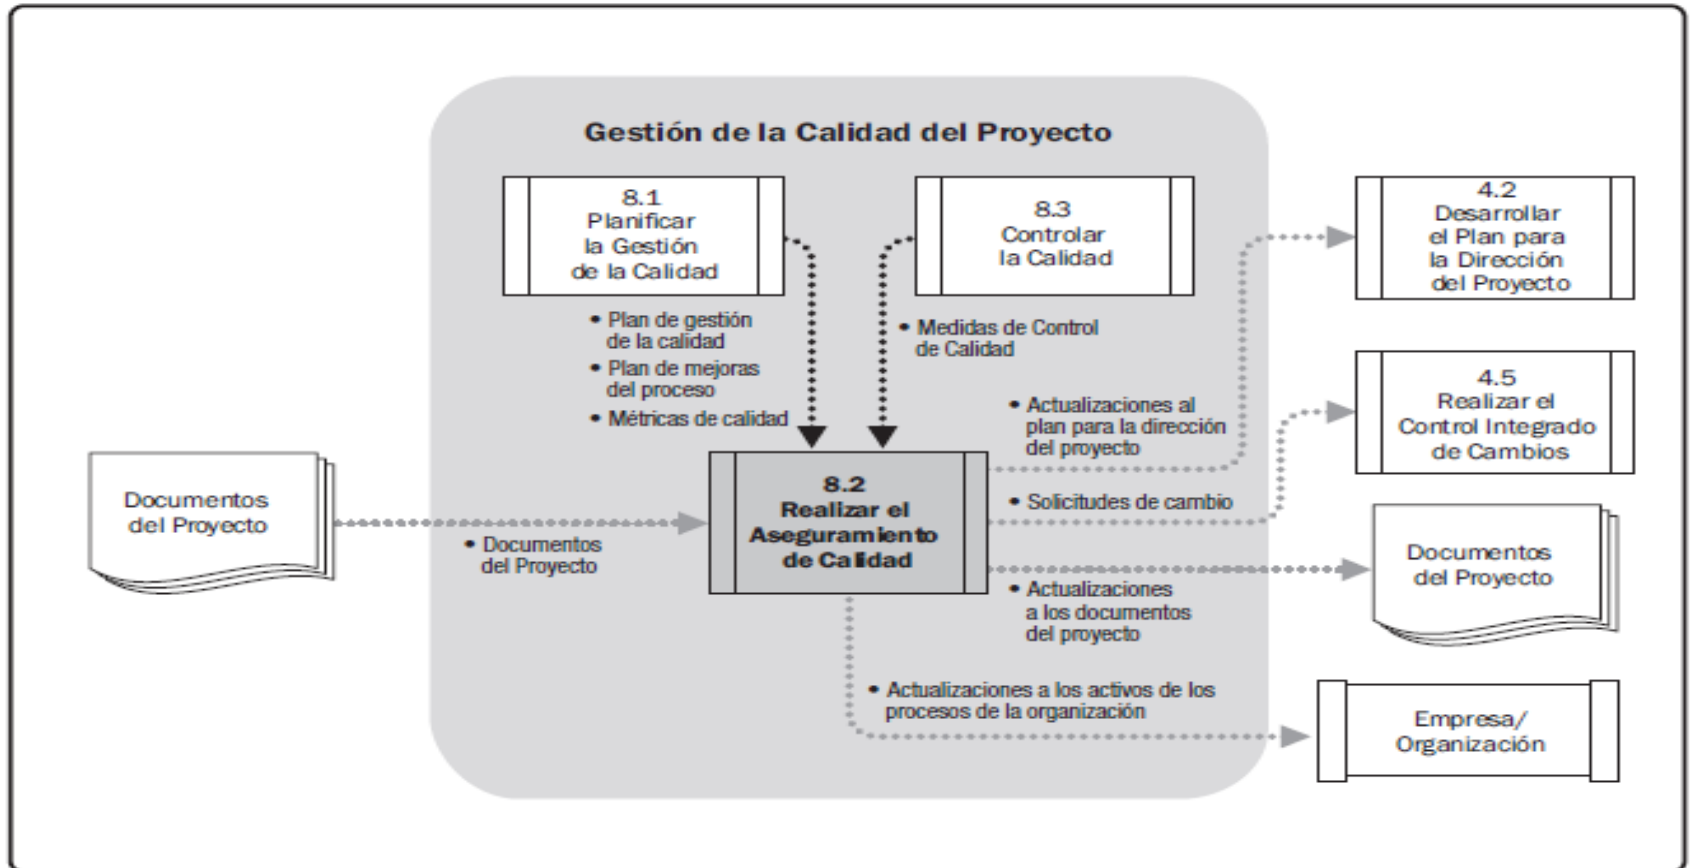 Gestión de la Calidad del Proyecto
8.1
Planificar
la Gestión
de la Calidad
8.3
Controlar
la Calidad
4.2
Desarrollar
el Plan para
la Dirección
del Proyecto
• Plan de gestión
de la calidad
• Plan de mejoras
del proceso
• Métricas de calidad
• Medidas de Control
de Calidad
4.5
Realizar el
Control Integrado
de Cambios
• Actualizaciones al
plan para la dirección
del proyecto
Documentos
del Proyecto
• Documentos
del Proyecto
8.2
Realizar el
Aseguramiento
de Calidad
• Solicitudes de cambio
• Actualizaciones
a los documentos
del proyecto
Documentos
del Proyecto
• Actualizaciones a los activos de los
procesos de la organización
Empresa/
Organización